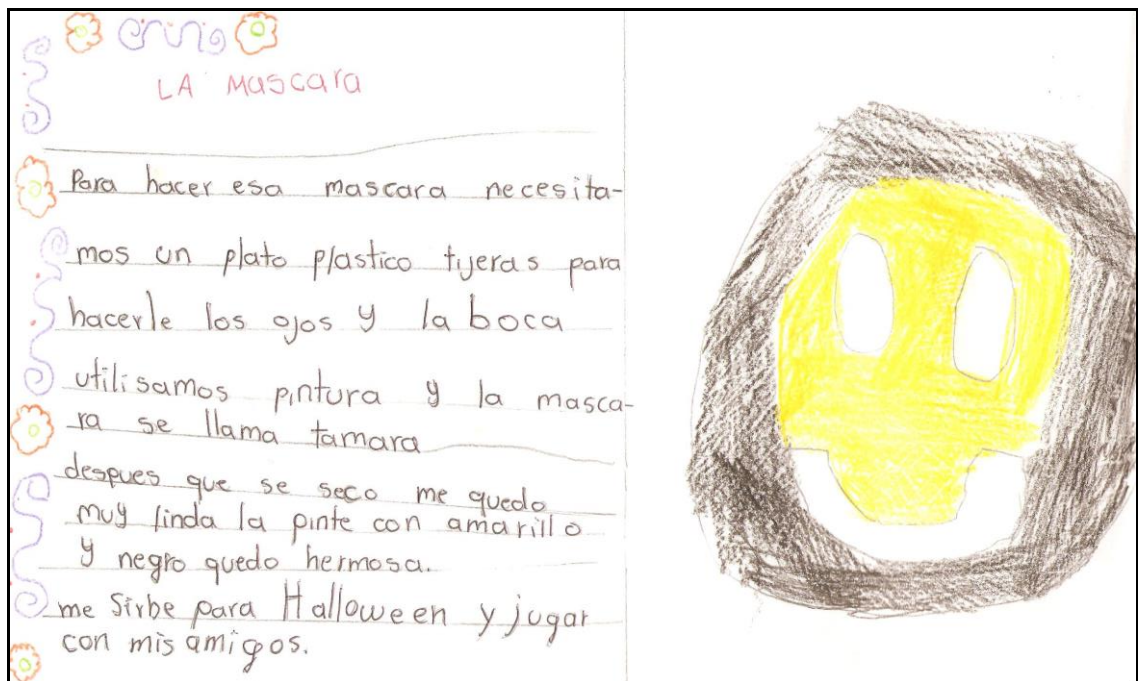 LA Mascara
Para hacer esa mascara necesita-
mos un plato plastico tijeras para
hacerle los ojos y la boca
utilisamos pintura y la masca-
ra se llama tamara
despues que se seco me quedo
muy linda la pinte con amarillo
y negro quedo hermosa.
me sirbe para Halloween y jugar
con mis amigos.